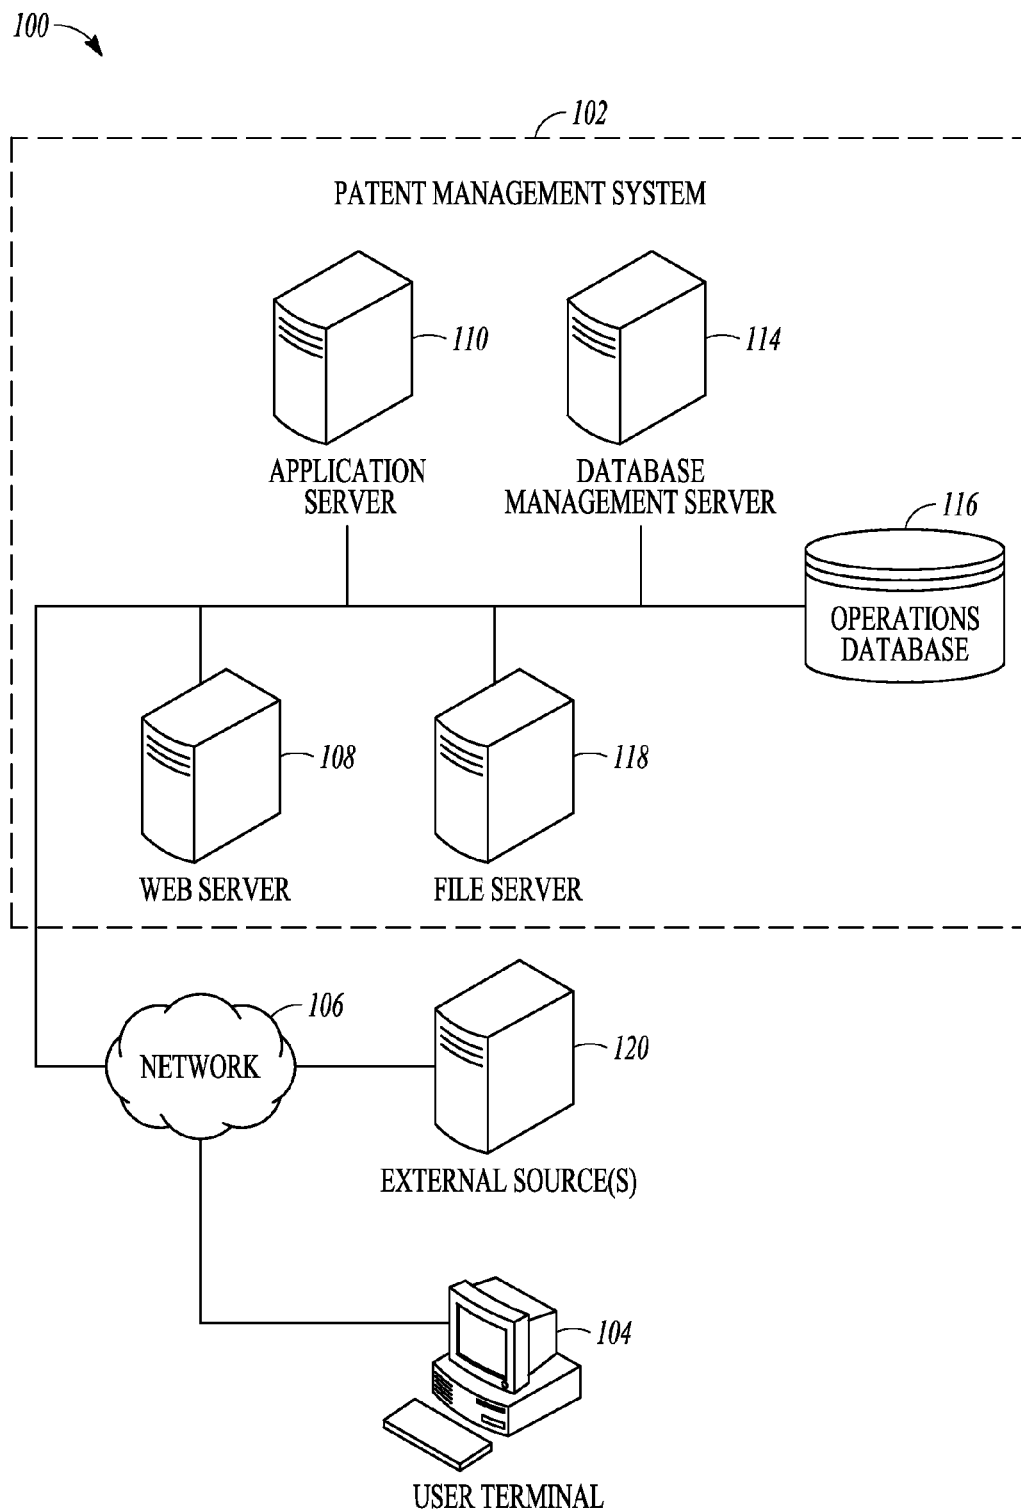 100
102
PATENT MANAGEMENT SYSTEM
110
114
APPLICATION
SERVER
DATABASE
MANAGEMENT SERVER
116
OPERATIONS
DATABASE
108
118
WEB SERVER
FILE SERVER
106
NETWORK
120
EXTERNAL SOURCE(S)
104
USER TERMINAL